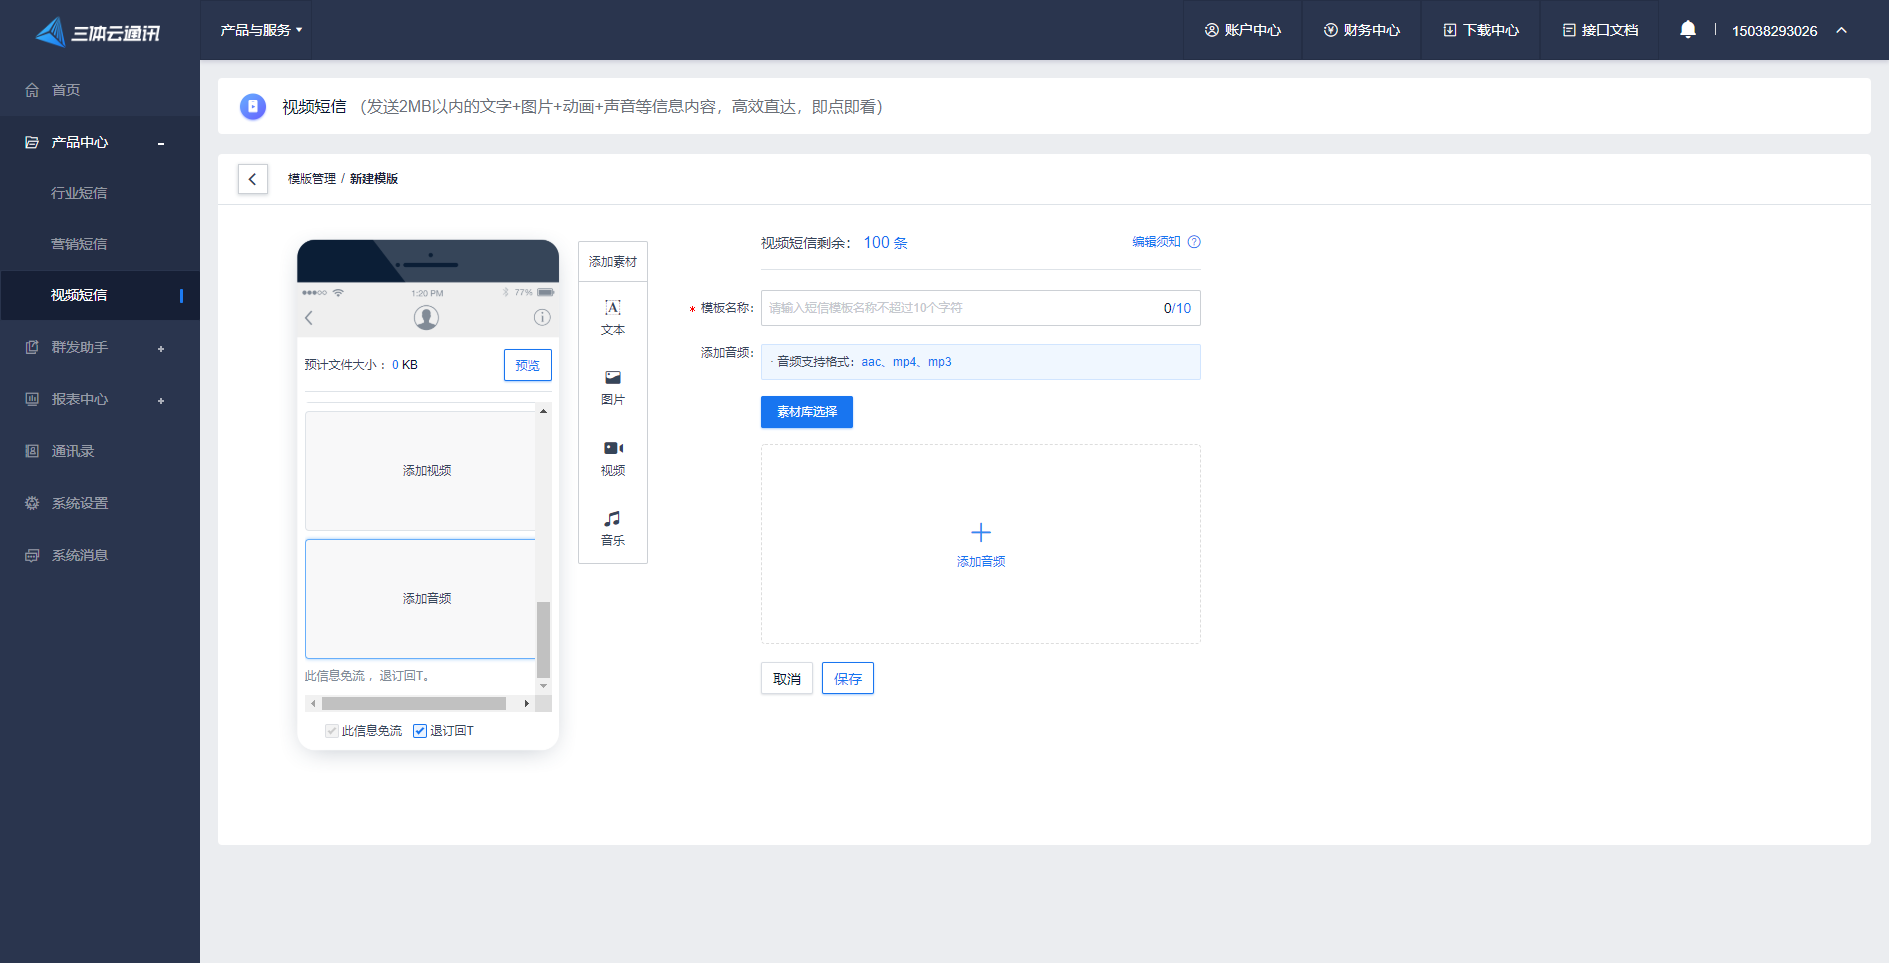 三体云通讯
产品与服务
账户中心
财务中心
下载中心
接口文档
15038293026
首页
产品中心
行业短信
营销短信
视频短信
群发助手
报表中心
通讯录
系统设置
系统消息
视频短信 （发送2MB以内的文字+图片+动画+声音等信息内容，高效直达，即点即看）
模版管理 / 新建模版
1:20 PM
77%
预计文件大小 : 0 KB
预览
添加视频
添加音频
此信息免流 ，退订回T。
此信息免流
退订回T
添加素材
文本
图片
视频
音乐
视频短信剩余： 100 条
编辑须知
* 模板名称:
请输入短信模板名称不超过10个字符
0/10
添加音频:
· 音频支持格式：aac、mp4、mp3
素材库选择
添加音频
取消
保存